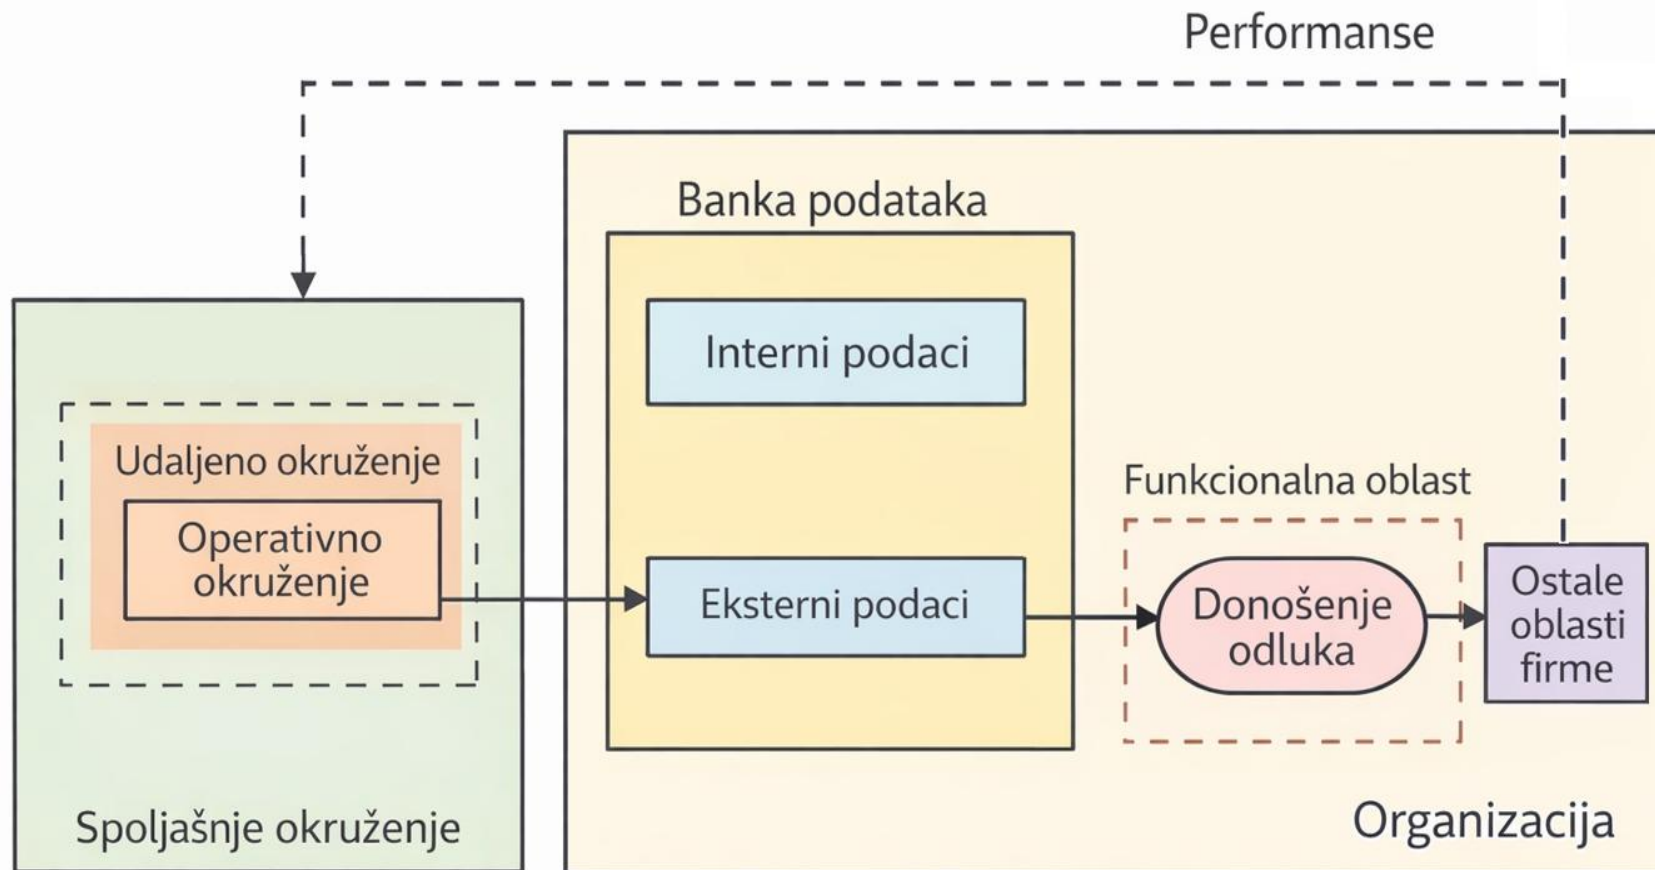 Performanse
Banka podataka
Interni podaci
Udaljeno okruženje
Operativno
okruženje
Eksterni podaci
Funkcionalna oblast
Donošenje
odluka
Ostale
oblasti
firme
Spoljašnje okruženje
Organizacija